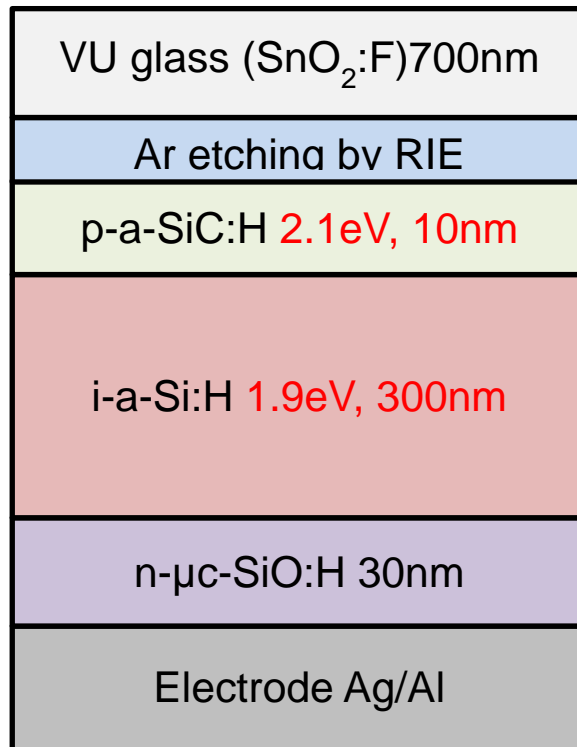 VU glass (SnO₂:F)700nm
Ar etching by RIE
p-a-SiC:H 2.1eV, 10nm
i-a-Si:H 1.9eV, 300nm
n-μc-SiO:H 30nm
Electrode Ag/Al